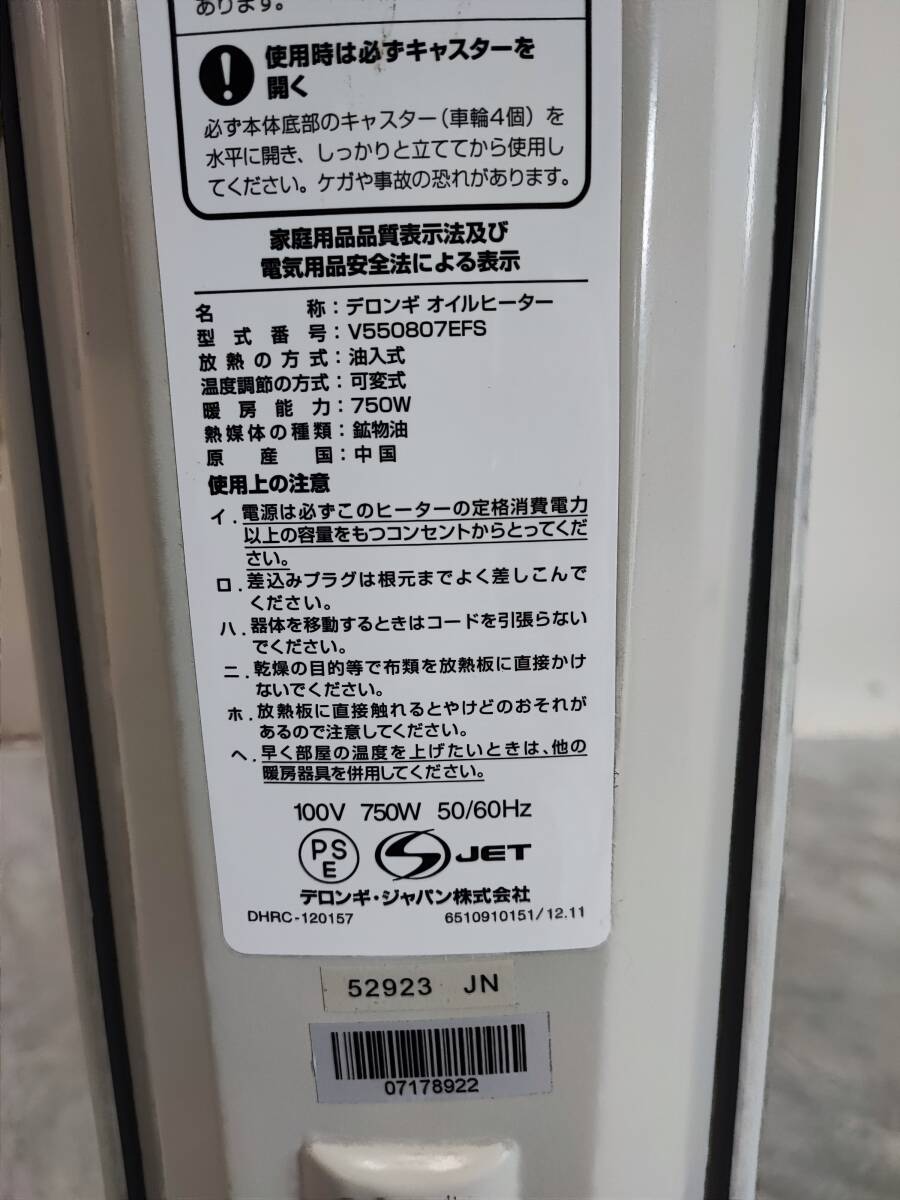 あります。
使用時は必ずキャスターを
開く
必ず本体底部のキャスター（車輪4個）を
水平に開き、しっかりと立ててから使用し
てください。ケガや事故の恐れがあります。
家庭用品品質表示法及び
電気用品安全法による表示
名称：デロンギ オイルヒーター
型式番号：V550807EFS
放熱の方式：油入式
温度調節の方式：可変式
暖房能力：750W
熱媒体の種類：鉱物油
原産国：中国
使用上の注意
イ．電源は必ずこのヒーターの定格消費電力
以上の容量をもつコンセントからとってくだ
さい。
ロ．差込みプラグは根元までよく差しこんで
ください。
ハ．器体を移動するときはコードを引張らない
でください。
ニ．乾燥の目的等で布類を放熱板に直接かけ
ないでください。
ホ．放熱板に直接触れるとやけどのおそれが
あるので注意してください。
ヘ．早く部屋の温度を上げたいときは、他の
暖房器具を併用してください。
100V 750W 50/60Hz
PS
E
JET
デロンギ・ジャパン株式会社
DHRC-120157 6510910151/12.11
52923 JN
07178922